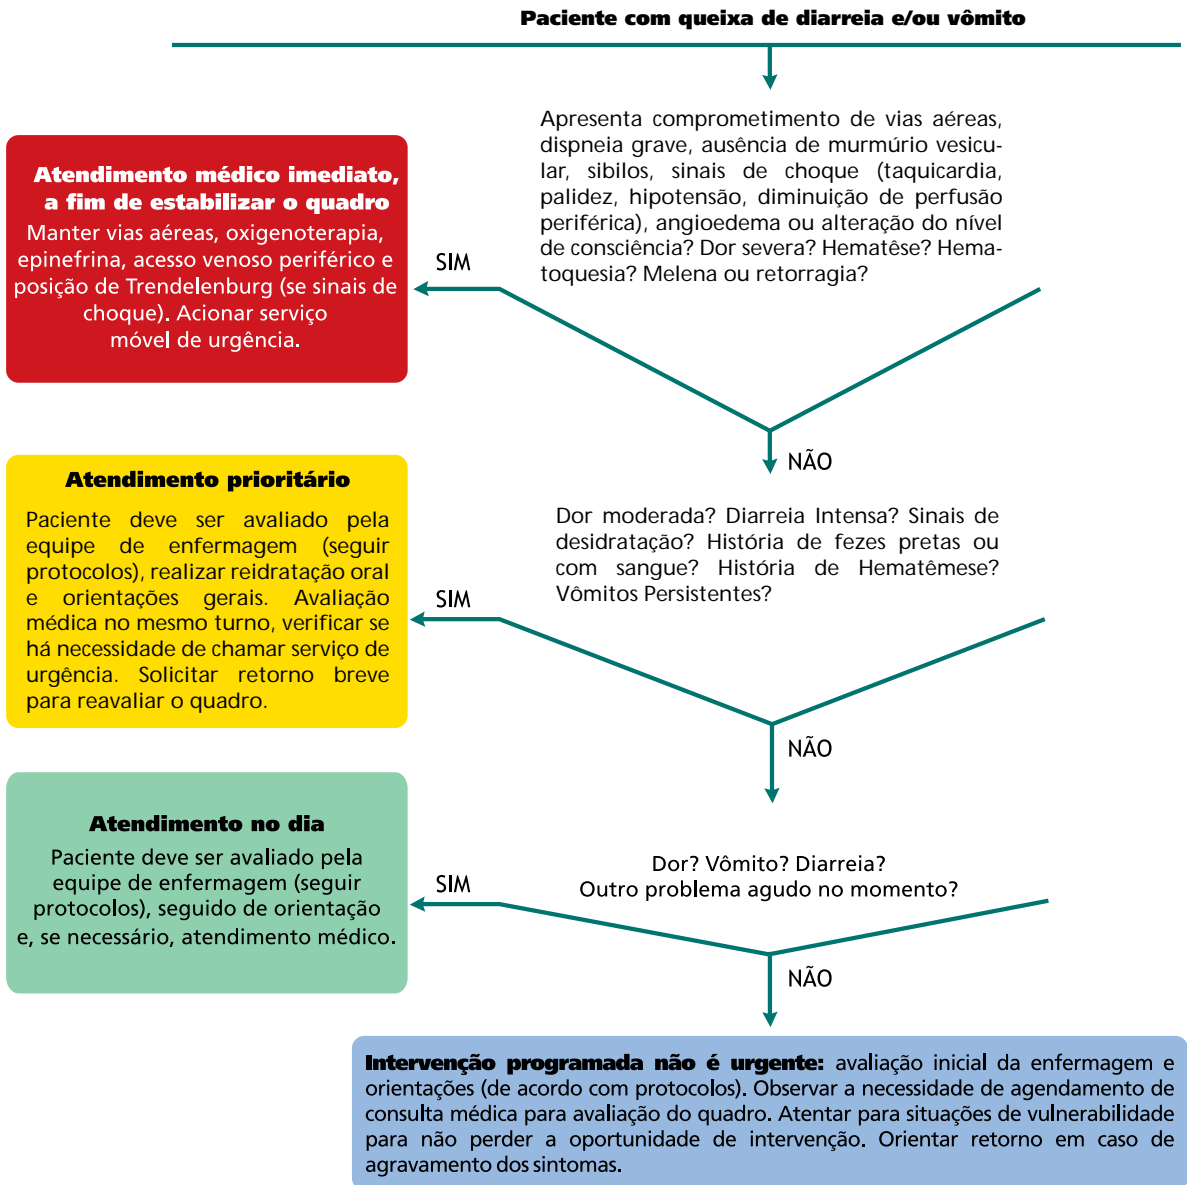 Paciente com queixa de diarreia e/ou vômito
Apresenta comprometimento de vias aéreas,
dispneia grave, ausência de murmúrio vesicu-
lar, sibilos, sinais de choque (taquicardia,
palidez, hipotensão, diminuição de perfusão
periférica), angioedema ou alteração do nível
de consciência? Dor severa? Hematêse? Hema-
toquesia? Melena ou retorragia?
SIM
Atendimento médico imediato,
a fim de estabilizar o quadro
Manter vias aéreas, oxigenoterapia,
epinefrina, acesso venoso periférico e
posição de Trendelenburg (se sinais de
choque). Acionar serviço
móvel de urgência.
NÃO
Dor moderada? Diarreia Intensa? Sinais de
desidratação? História de fezes pretas ou
com sangue? História de Hematêmese?
Vômitos Persistentes?
SIM
Atendimento prioritário
Paciente deve ser avaliado pela
equipe de enfermagem (seguir
protocolos), realizar reidratação oral
e orientações gerais. Avaliação
médica no mesmo turno, verificar se
há necessidade de chamar serviço de
urgência. Solicitar retorno breve
para reavaliar o quadro.
NÃO
Dor? Vômito? Diarreia?
Outro problema agudo no momento?
SIM
Atendimento no dia
Paciente deve ser avaliado pela
equipe de enfermagem (seguir
protocolos), seguido de orientação
e, se necessário, atendimento médico.
NÃO
Intervenção programada não é urgente: avaliação inicial da enfermagem e
orientações (de acordo com protocolos). Observar a necessidade de agendamento de
consulta médica para avaliação do quadro. Atentar para situações de vulnerabilidade
para não perder a oportunidade de intervenção. Orientar retorno em caso de
agravamento dos sintomas.